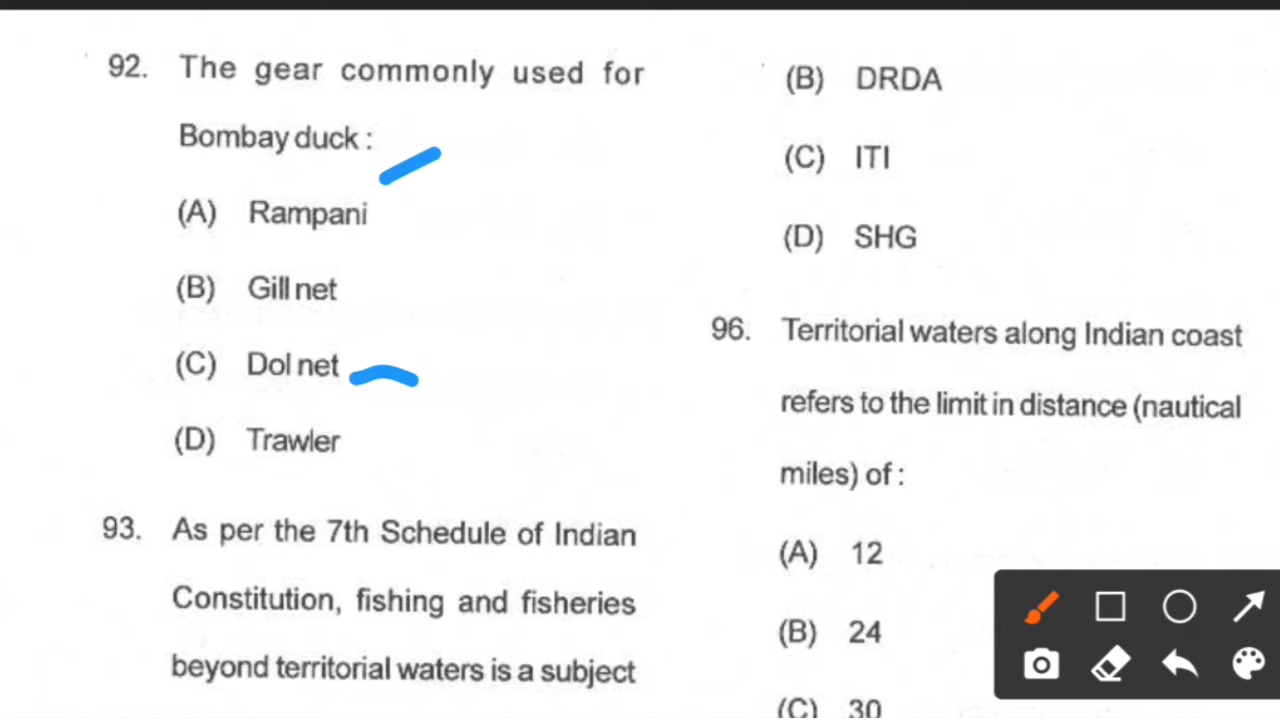 92. The gear commonly used for
Bombay duck :
(A) Rampani
(B) Gill net
(C) Dol net
(D) Trawler
93. As per the 7th Schedule of Indian
Constitution, fishing and fisheries
beyond territorial waters is a subject
(B) DRDA
(C) ITI
(D) SHG
96. Territorial waters along Indian coast
refers to the limit in distance (nautical
miles) of :
(A) 12
(B) 24
(C) 30